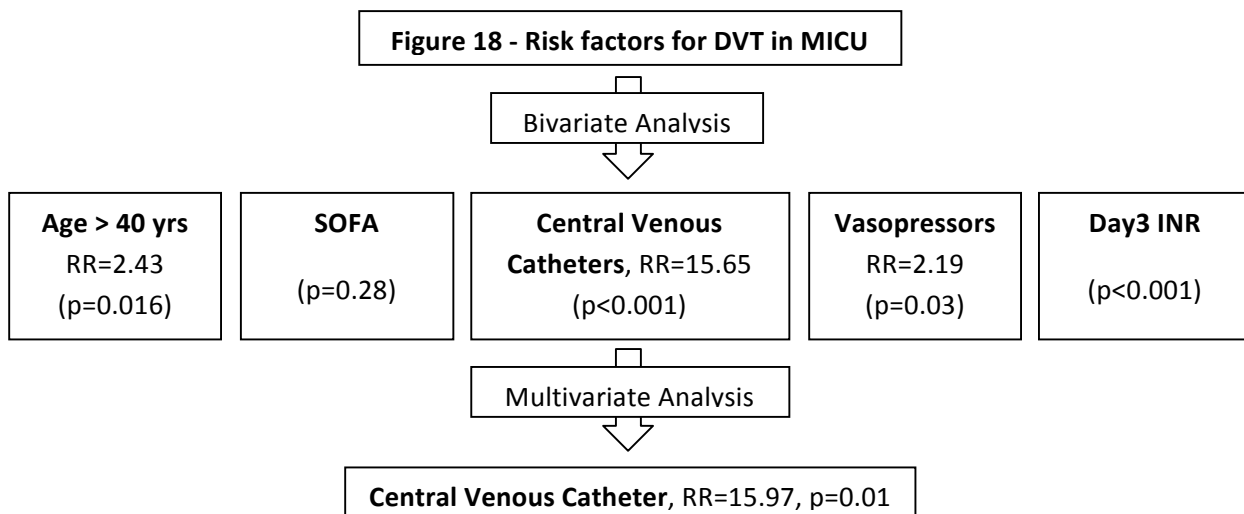 Figure 18 - Risk factors for DVT in MICU
Bivariate Analysis
Age > 40 yrs
RR=2.43
(p=0.016)
SOFA
(p=0.28)
Central Venous
Catheters, RR=15.65
(p<0.001)
Vasopressors
RR=2.19
(p=0.03)
Day3 INR
(p<0.001)
Multivariate Analysis
Central Venous Catheter, RR=15.97, p=0.01